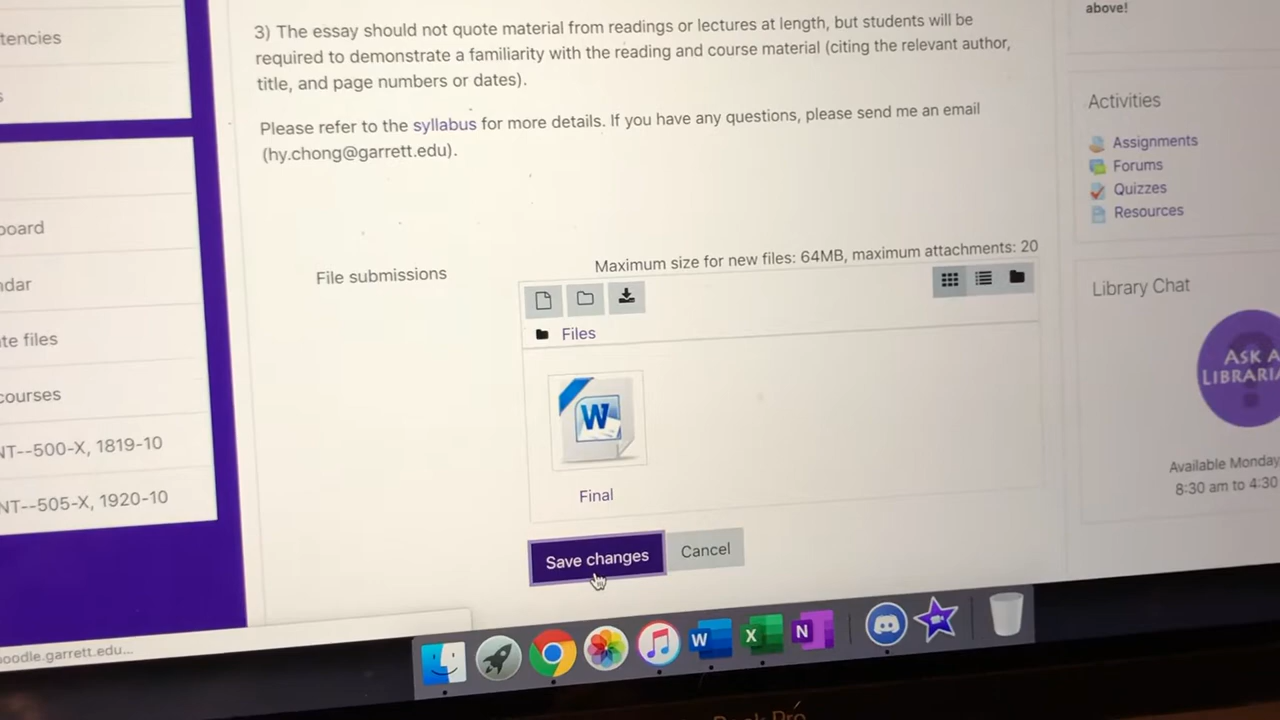 tencies
s
board
ndar
te files
courses
NT--500-X, 1819-10
NT--505-X, 1920-10
3) The essay should not quote material from readings or lectures at length, but students will be
required to demonstrate a familiarity with the reading and course material (citing the relevant author,
title, and page numbers or dates).
Please refer to the syllabus for more details. If you have any questions, please send me an email
(hy.chong@garrett.edu).
File submissions
Maximum size for new files: 64MB, maximum attachments: 20
Files
W
Final
Save changes
Cancel
above!
Activities
Assignments
Forums
Quizzes
Resources
Library Chat
ASK A
LIBRARIA
Available Monday
8:30 am to 4:30
oodle.garrett.edu...
W
X
N